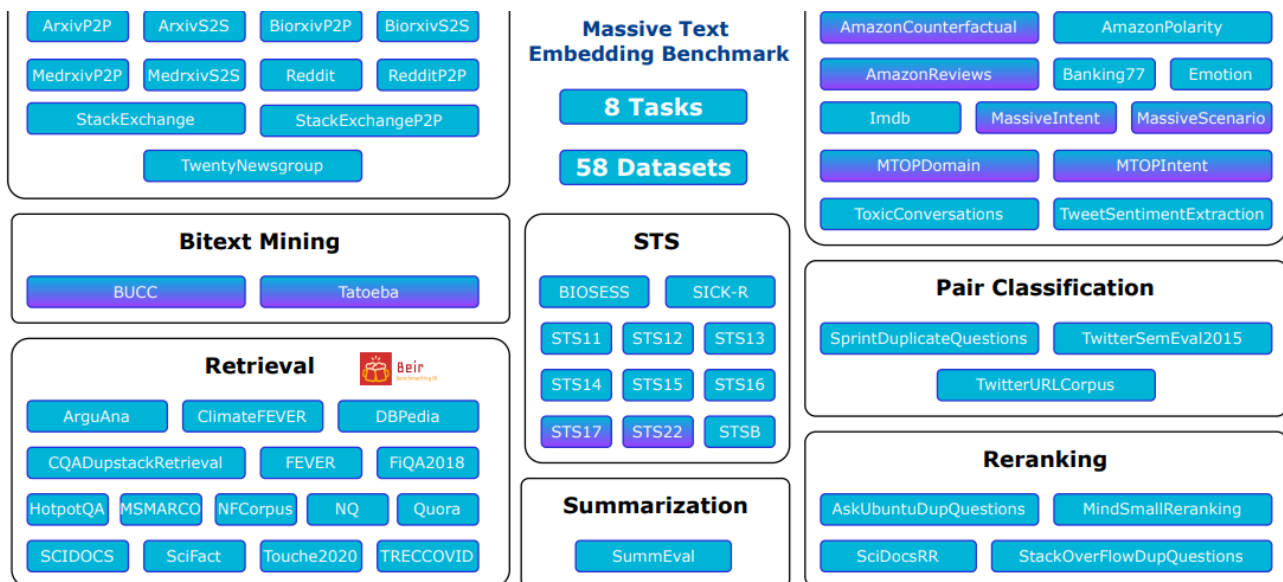 ArxivP2P ArxivS2S BiorxivP2P BiorxivS2S
MedrxivP2P MedrxivS2S Reddit RedditP2P
StackExchange StackExchangeP2P
TwentyNewsgroup
Massive Text
Embedding Benchmark
8 Tasks
58 Datasets
AmazonCounterfactual AmazonPolarity
AmazonReviews Banking77 Emotion
Imdb MassiveIntent MassiveScenario
MTOPDomain MTOPIntent
ToxicConversations TweetSentimentExtraction
Bitext Mining
BUCC Tatoeba
STS
BIOSESS SICK-R
STS11 STS12 STS13
STS14 STS15 STS16
STS17 STS22 STSB
Pair Classification
SprintDuplicateQuestions TwitterSemEval2015
TwitterURLCorpus
Retrieval
Beir
Benchmarking IR
ArguAna ClimateFEVER DBPedia
CQADupstackRetrieval FEVER FiQA2018
HotpotQA MSMARCO NFCorpus NQ Quora
SCIDOCS SciFact Touche2020 TRECCOVID
Summarization
SummEval
Reranking
AskUbuntuDupQuestions MindSmallReranking
SciDocsRR StackOverFlowDupQuestions